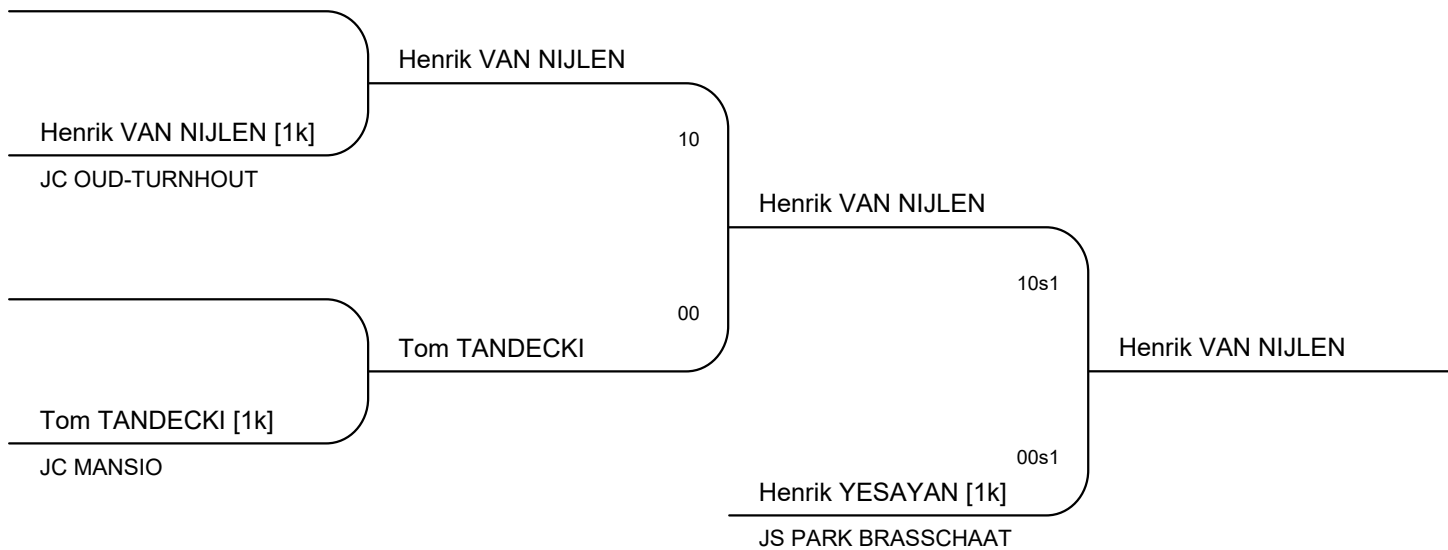 Henrik VAN NIJLEN
Henrik VAN NIJLEN [1k]
10
JC OUD-TURNHOUT
Henrik VAN NIJLEN
10s1
00
Tom TANDECKI
Henrik VAN NIJLEN
Tom TANDECKI [1k]
JC MANSIO
00s1
Henrik YESAYAN [1k]
JS PARK BRASSCHAAT